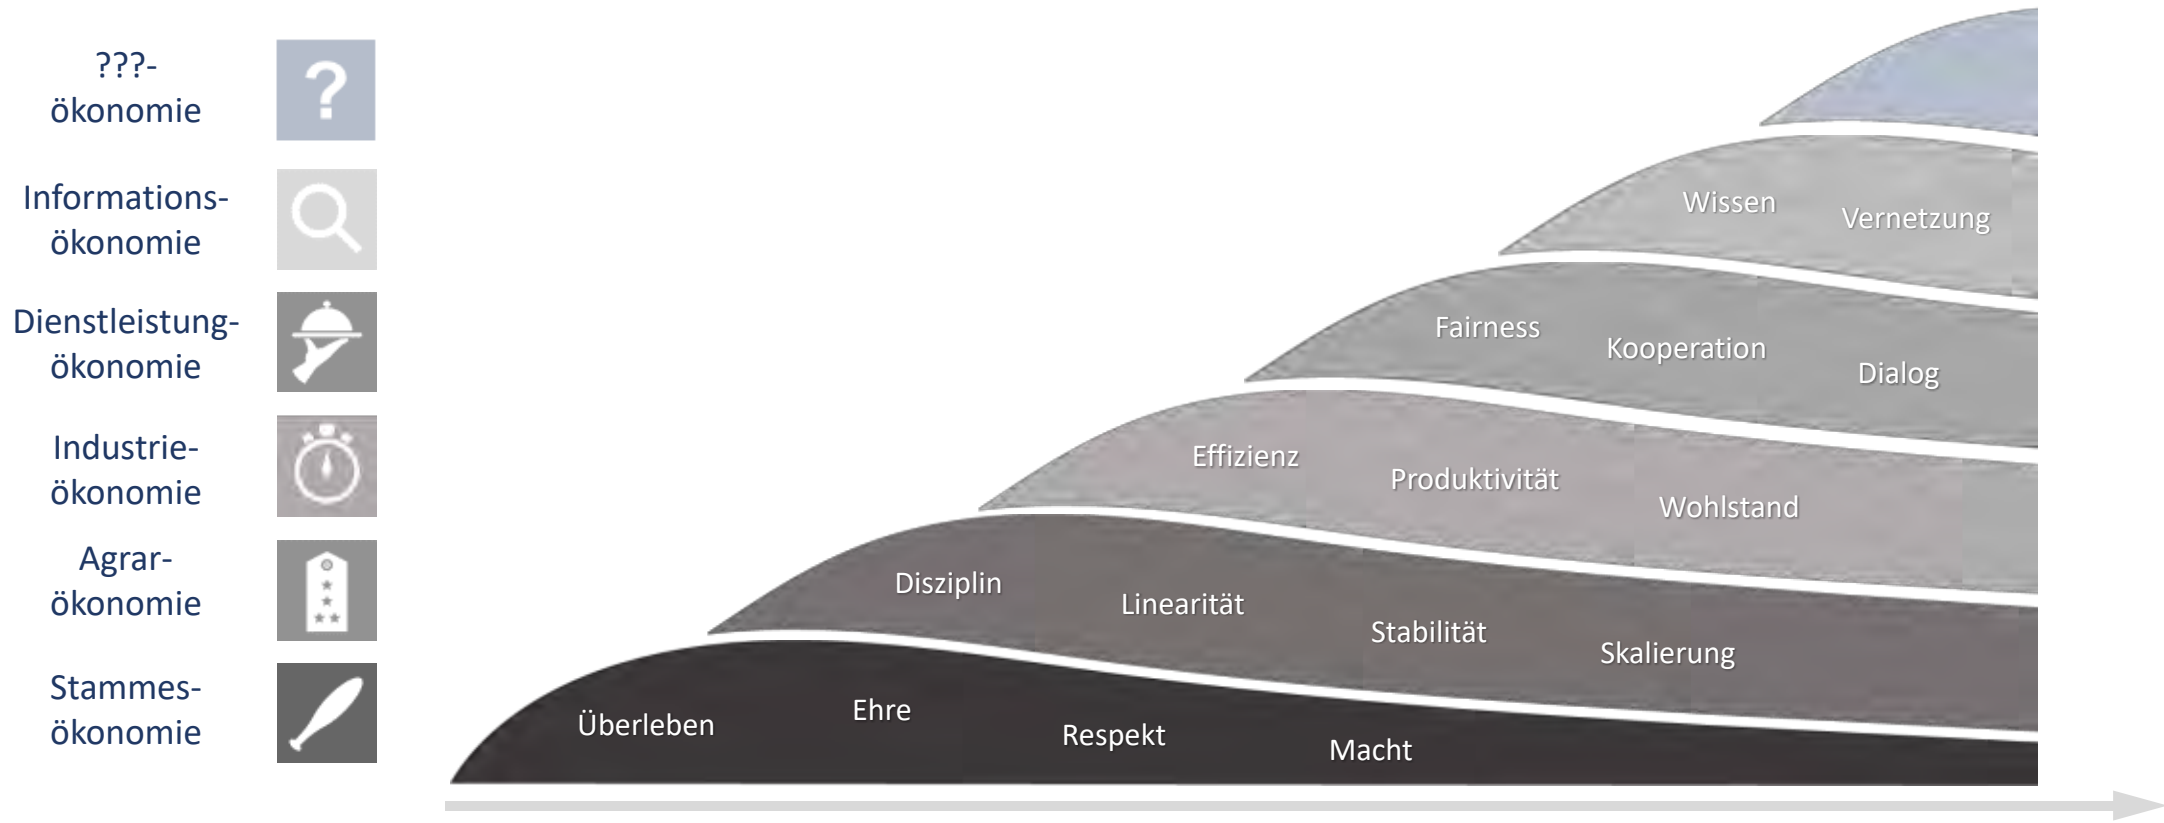 ???-
ökonomie
?
Informations-
ökonomie
Wissen
Vernetzung
Dienstleistung-
ökonomie
Fairness
Kooperation
Dialog
Industrie-
ökonomie
Effizienz
Produktivität
Wohlstand
Agrar-
ökonomie
Disziplin
Linearität
Stabilität
Skalierung
Stammes-
ökonomie
Überleben
Ehre
Respekt
Macht